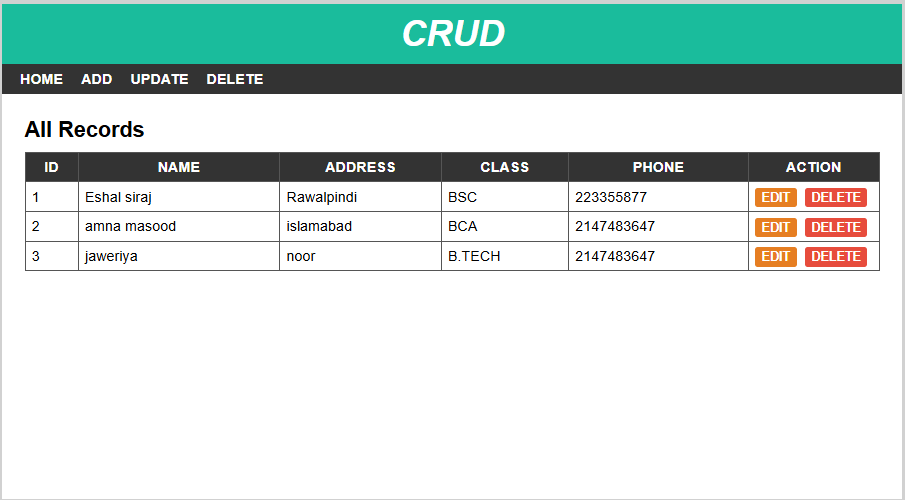 CRUD
HOME ADD UPDATE DELETE
All Records
ID NAME ADDRESS CLASS PHONE ACTION
1 Eshal siraj Rawalpindi BSC 223355877 EDIT DELETE
2 amna masood islamabad BCA 2147483647 EDIT DELETE
3 jaweriya noor B.TECH 2147483647 EDIT DELETE